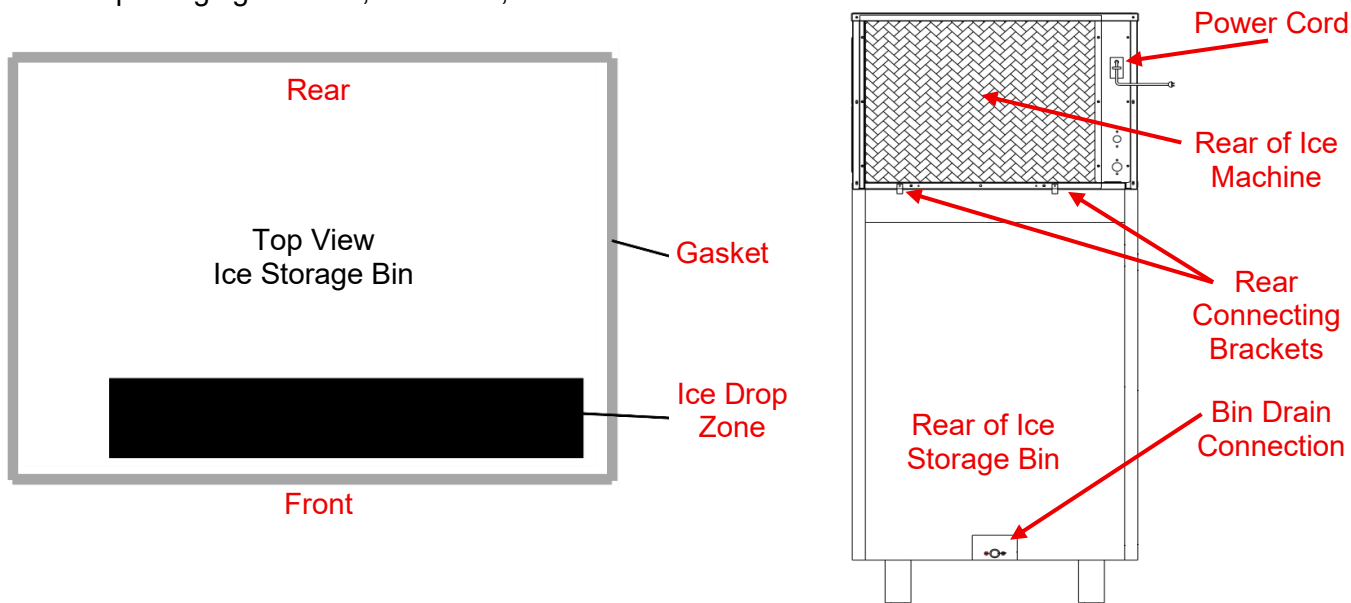 Rear
Top View
Ice Storage Bin
Gasket
Ice Drop
Zone
Front
Power Cord
Rear of Ice
Machine
Rear
Connecting
Brackets
Rear of Ice
Storage Bin
Bin Drain
Connection